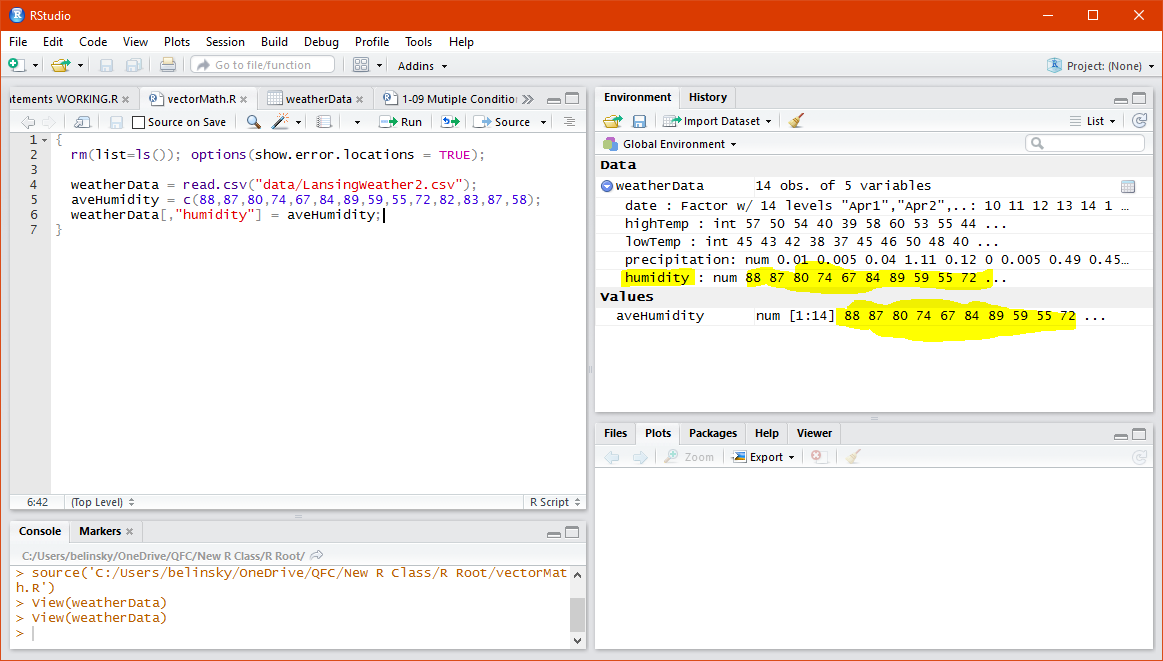 RStudio
File Edit Code View Plots Session Build Debug Profile Tools Help
Go to file/function Addins Project: (None)
atements WORKING.R vectorMath.R weatherData 1-09 Mutiple Conditio
Source on Save Run Source
1 {
2 rm(list=ls()); options(show.error.locations = TRUE);
3
4 weatherData = read.csv("data/LansingWeather2.csv");
5 aveHumidity = c(88,87,80,74,67,84,89,59,55,72,82,83,87,58);
6 weatherData[,"humidity"] = aveHumidity;
7 }
6:42 (Top Level) R Script
Console Markers
C:/Users/belinsky/OneDrive/QFC/New R Class/R Root/
> source('C:/Users/belinsky/OneDrive/QFC/New R Class/R Root/vectorMat
h.R')
> View(weatherData)
> View(weatherData)
>
Environment History
Import Dataset List
Global Environment
Data
weatherData 14 obs. of 5 variables
date : Factor w/ 14 levels "Apr1","Apr2",..: 10 11 12 13 14 1 …
highTemp : int 57 50 54 40 39 58 60 53 55 44 ...
lowTemp : int 45 43 42 38 37 45 46 50 48 40 ...
precipitation: num 0.01 0.005 0.04 1.11 0.12 0 0.005 0.49 0.45…
humidity : num 88 87 80 74 67 84 89 59 55 72 ...
Values
aveHumidity num [1:14] 88 87 80 74 67 84 89 59 55 72 ...
Files Plots Packages Help Viewer
Zoom Export